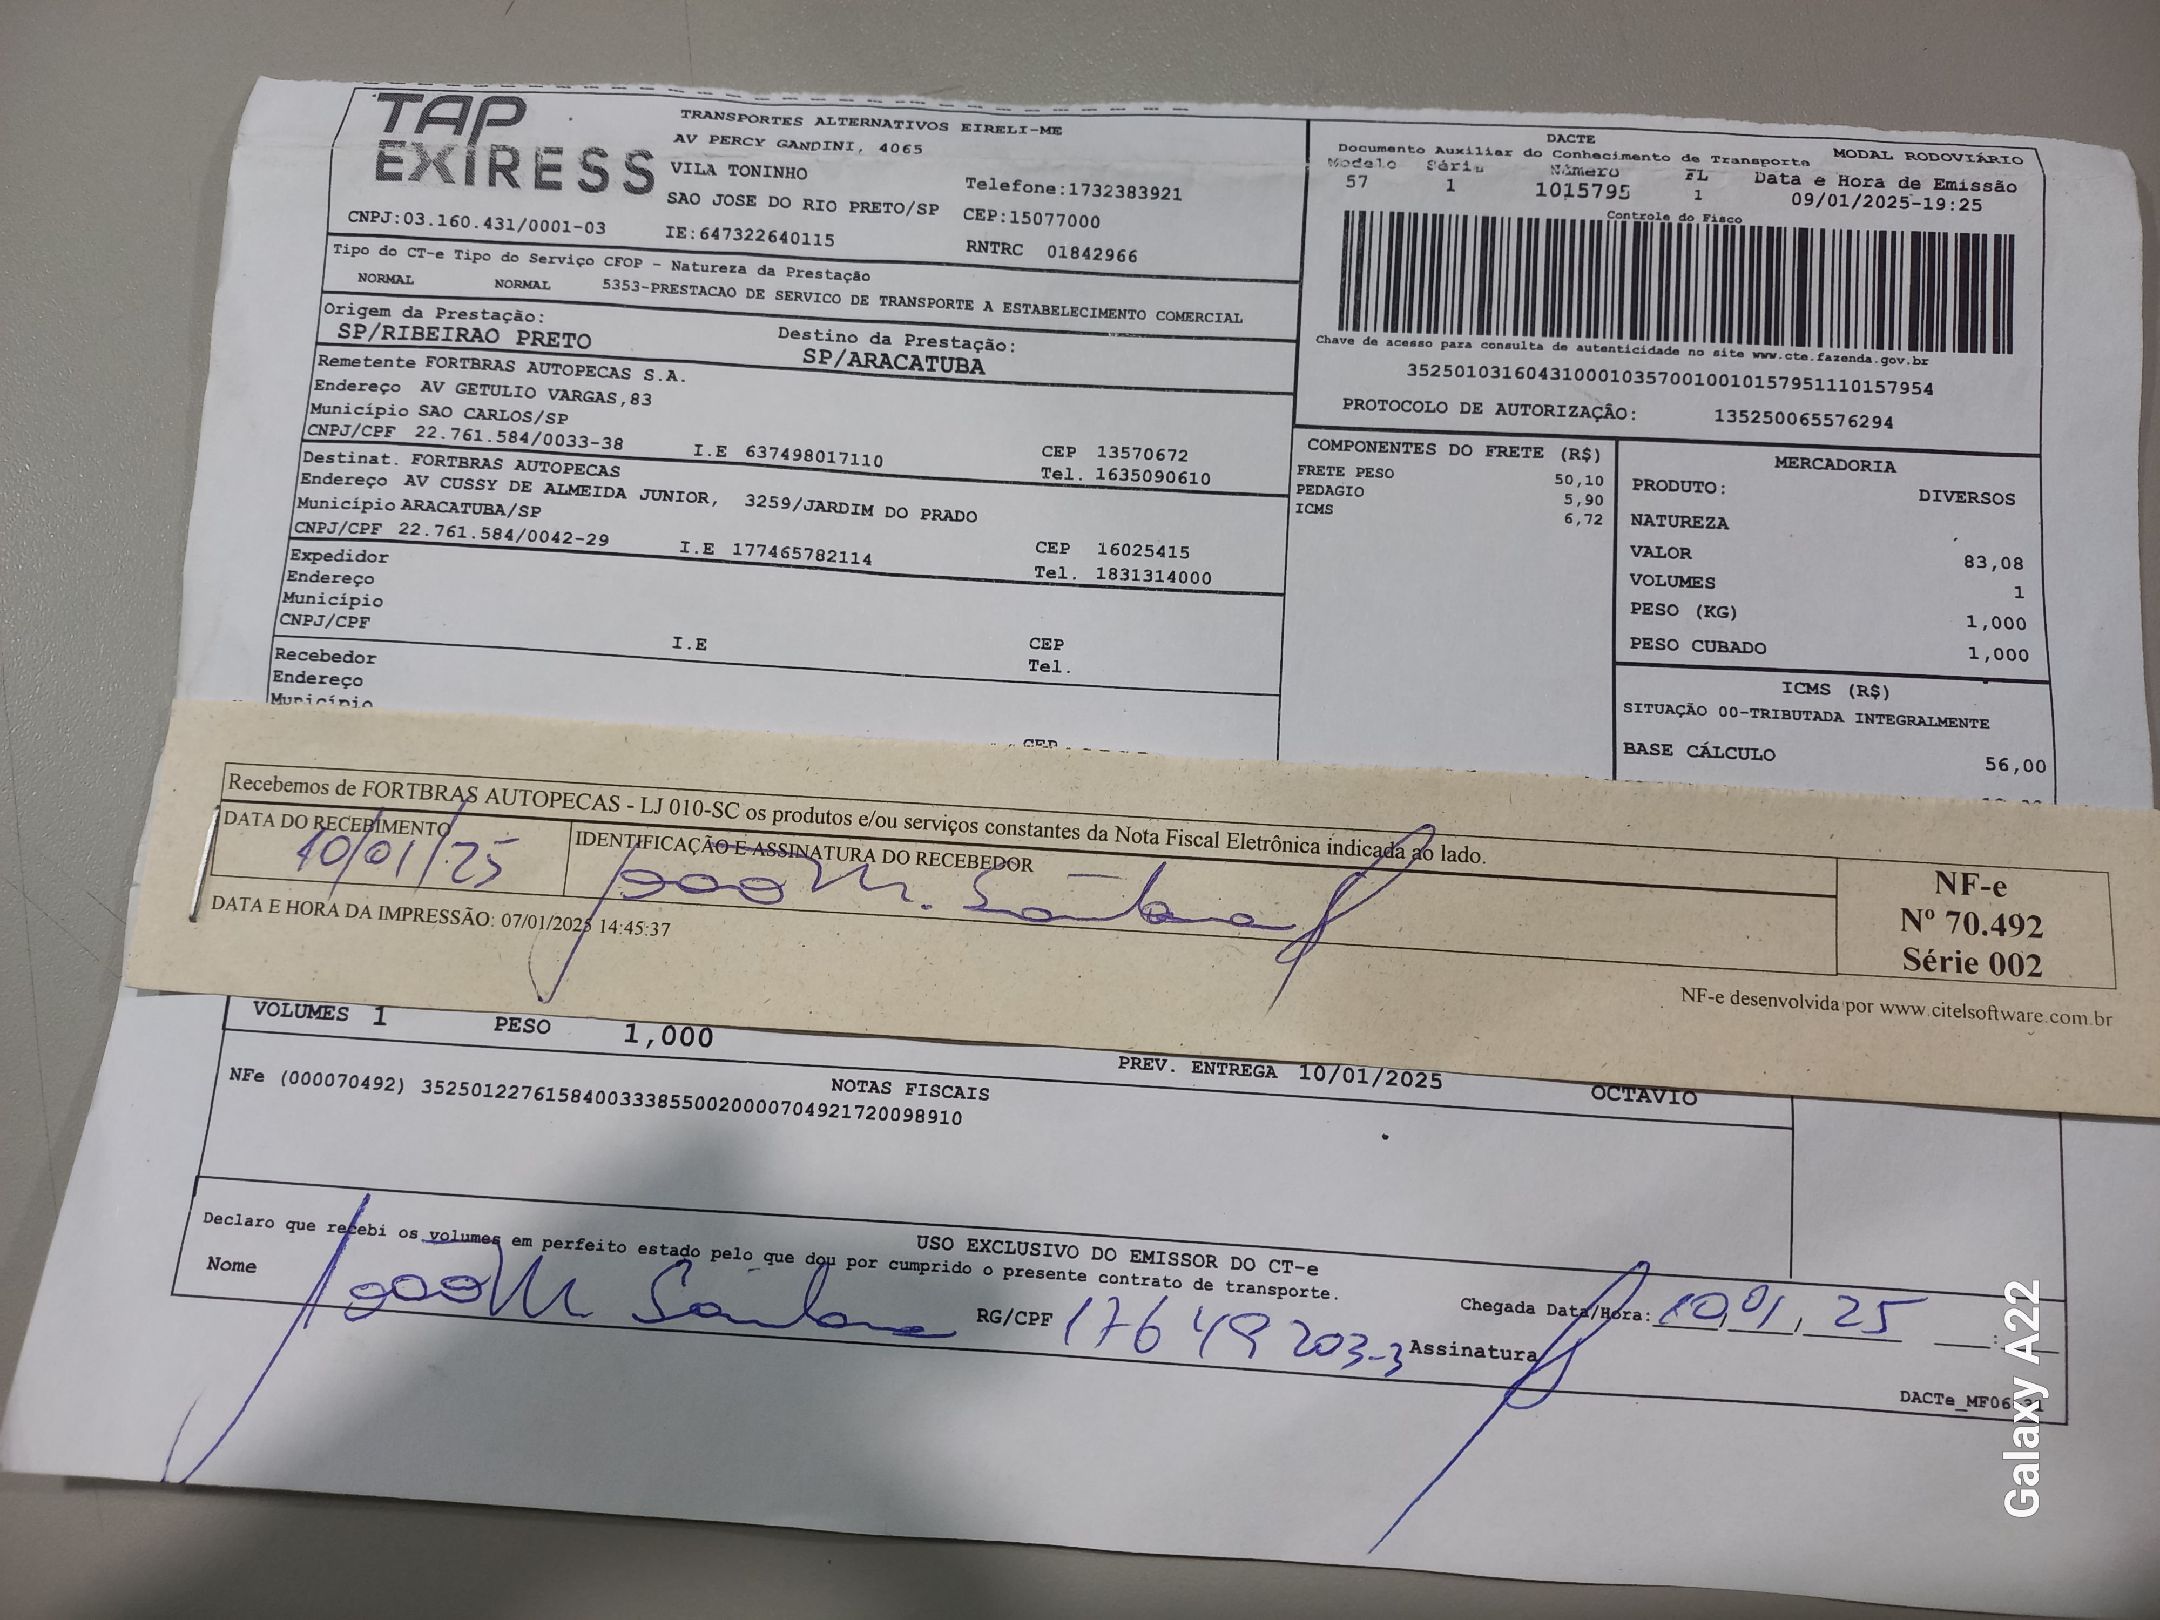 TAP
EXPRESS
TRANSPORTES ALTERNATIVOS EIRELI-ME
AV PERCY GANDINI, 4065
VILA TONINHO
SAO JOSE DO RIO PRETO/SP
Telefone:1732383921
CEP:15077000
CNPJ:03.160.431/0001-03
IE:647322640115
RNTRC 01842966
DACTE
Documento Auxiliar do Conhecimento de Transporte MODAL RODOVIÁRIO
Modelo Série Número FL Data e Hora de Emissão
57 1 1015795 1 09/01/2025-19:25
Controle do Fisco
Chave de acesso para consulta de autenticidade no site www.cte.fazenda.gov.br
35250103160431000103570010010157951110157954
PROTOCOLO DE AUTORIZAÇÃO: 135250065576294
Tipo do CT-e Tipo do Serviço CFOP - Natureza da Prestação
NORMAL NORMAL 5353-PRESTACAO DE SERVICO DE TRANSPORTE A ESTABELECIMENTO COMERCIAL
Origem da Prestação:
SP/RIBEIRAO PRETO
Destino da Prestação:
SP/ARACATUBA
Remetente FORTBRAS AUTOPECAS S.A.
Endereço AV GETULIO VARGAS,83
Município SAO CARLOS/SP
CNPJ/CPF 22.761.584/0033-38 I.E 637498017110
CEP 13570672
Tel. 1635090610
Destinat. FORTBRAS AUTOPECAS
Endereço AV CUSSY DE ALMEIDA JUNIOR, 3259/JARDIM DO PRADO
Município ARACATUBA/SP
CNPJ/CPF 22.761.584/0042-29 I.E 177465782114
CEP 16025415
Tel. 1831314000
Expedidor
Endereço
Município
CNPJ/CPF I.E
CEP
Tel.
Recebedor
Endereço
Município
CEP
COMPONENTES DO FRETE (R$)
FRETE PESO 50,10
PEDAGIO 5,90
ICMS 6,72
MERCADORIA
PRODUTO: DIVERSOS
NATUREZA
VALOR 83,08
VOLUMES 1
PESO (KG) 1,000
PESO CUBADO 1,000
ICMS (R$)
SITUAÇÃO 00-TRIBUTADA INTEGRALMENTE
BASE CÁLCULO 56,00
Recebemos de FORTBRAS AUTOPECAS - LJ 010-SC os produtos e/ou serviços constantes da Nota Fiscal Eletrônica indicada ao lado.
DATA DO RECEBIMENTO
10/01/25
IDENTIFICAÇÃO E ASSINATURA DO RECEBEDOR
João M. Santana
DATA E HORA DA IMPRESSÃO: 07/01/2025 14:45:37
NF-e
Nº 70.492
Série 002
NF-e desenvolvida por www.citelsoftware.com.br
VOLUMES 1 PESO 1,000
PREV. ENTREGA 10/01/2025
OCTAVIO
NOTAS FISCAIS
NFe (000070492) 35250122761584003338550020000704921720098910
USO EXCLUSIVO DO EMISSOR DO CT-e
Declaro que recebi os volumes em perfeito estado pelo que dou por cumprido o presente contrato de transporte.
Nome João M Santana
RG/CPF 17649203-3
Chegada Data/Hora: 10,01,25 :
Assinatura
Galaxy A22